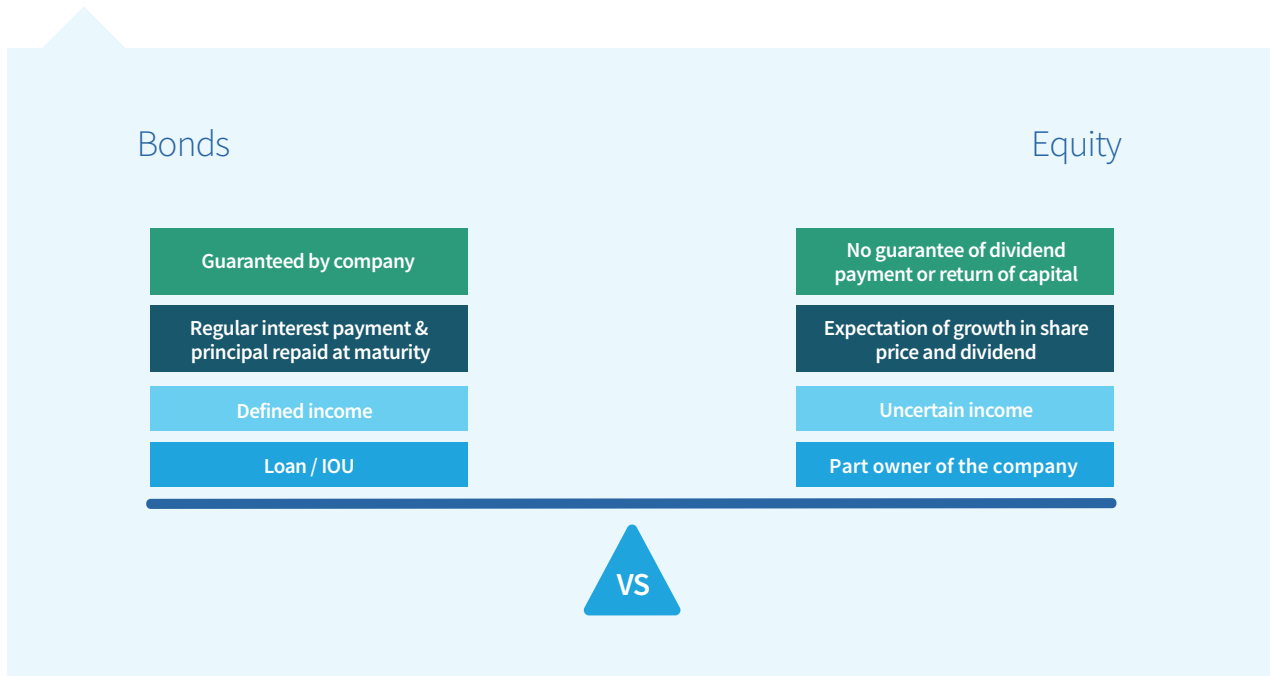 Bonds
Equity
Guaranteed by company
Regular interest payment &
principal repaid at maturity
Defined income
Loan / IOU
No guarantee of dividend
payment or return of capital
Expectation of growth in share
price and dividend
Uncertain income
Part owner of the company
VS